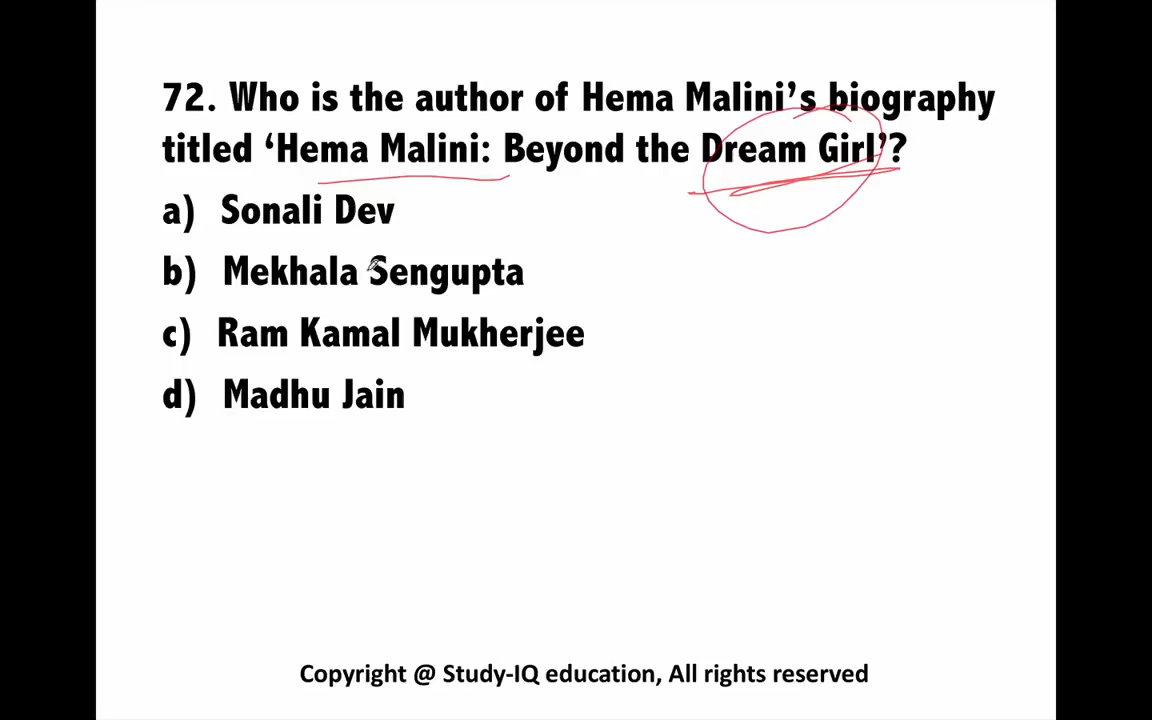 72. Who is the author of Hema Malini’s biography
titled ‘Hema Malini: Beyond the Dream Girl’?
a) Sonali Dev
b) Mekhala Sengupta
c) Ram Kamal Mukherjee
d) Madhu Jain
Copyright @ Study-IQ education, All rights reserved